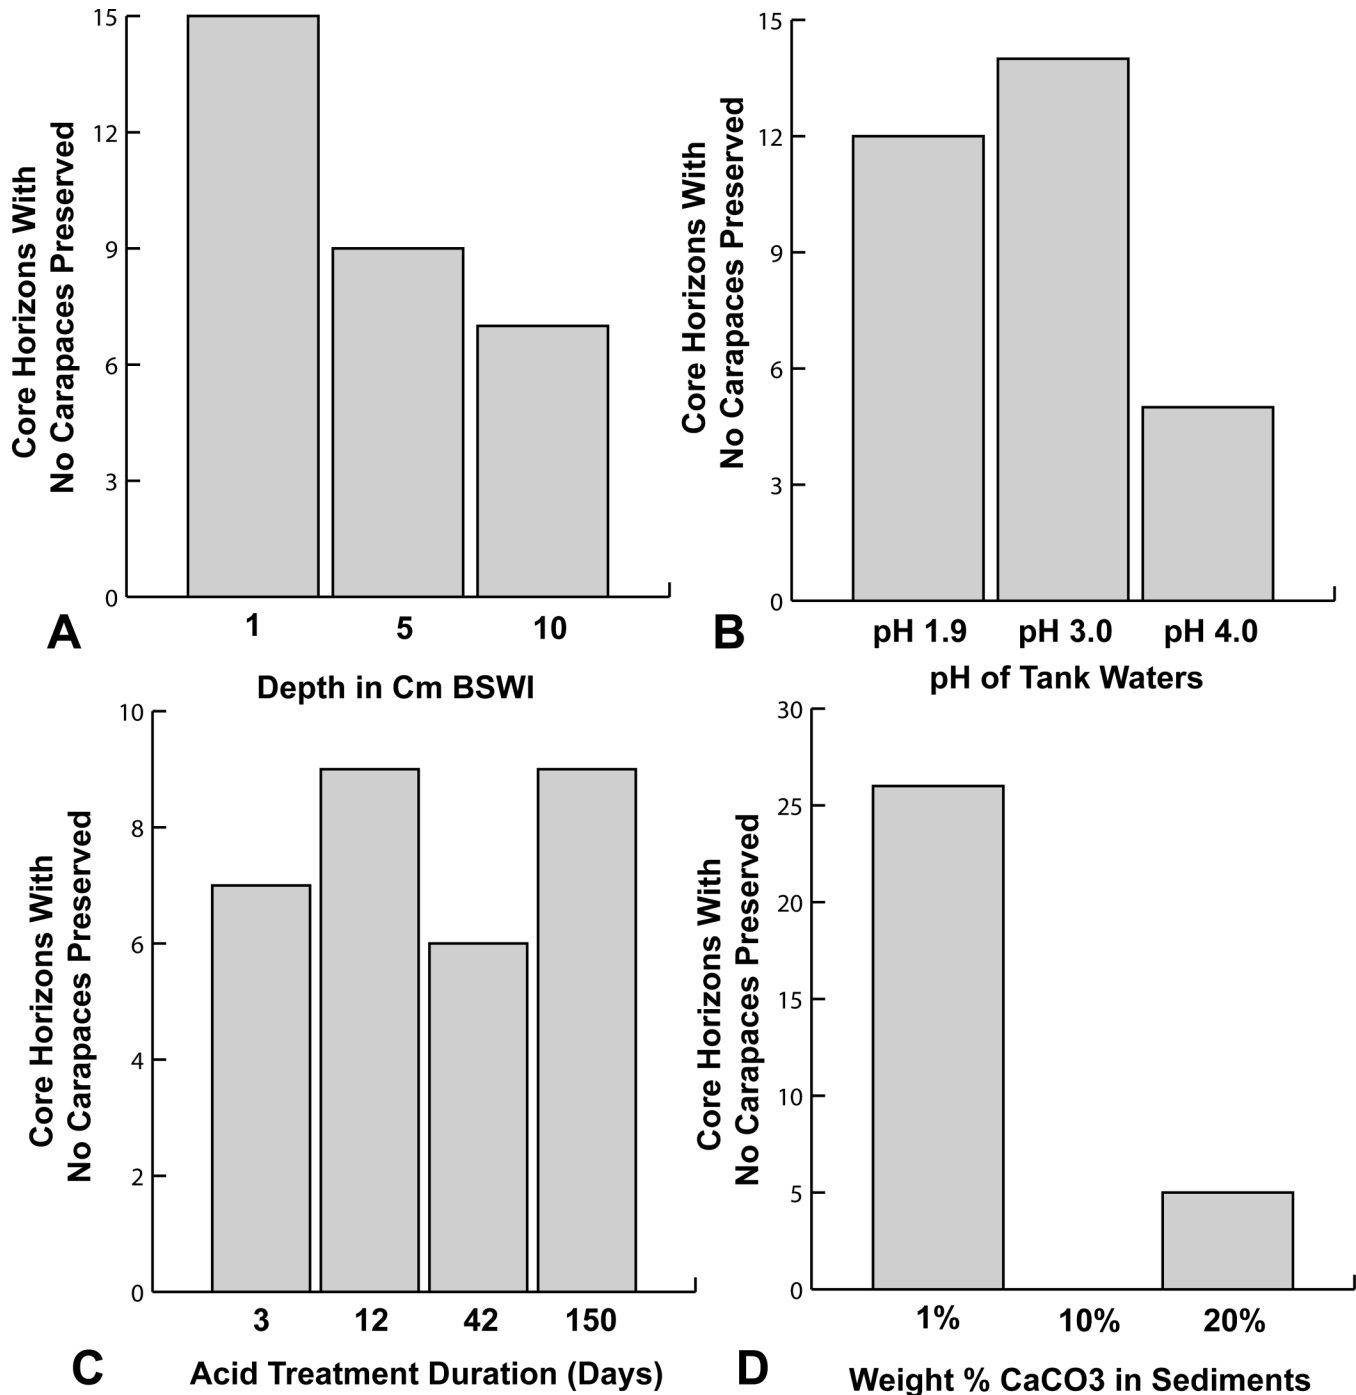 Core Horizons With
No Carapaces Preserved
15
12
9
6
3
0
1
5
10
A
Depth in Cm BSWI
Core Horizons With
No Carapaces Preserved
15
12
9
6
3
0
pH 1.9
pH 3.0
pH 4.0
B
pH of Tank Waters
Core Horizons With
No Carapaces Preserved
10
8
6
4
2
0
3
12
42
150
C
Acid Treatment Duration (Days)
Core Horizons With
No Carapaces Preserved
30
25
20
15
10
5
0
1%
10%
20%
D
Weight % CaCO3 in Sediments